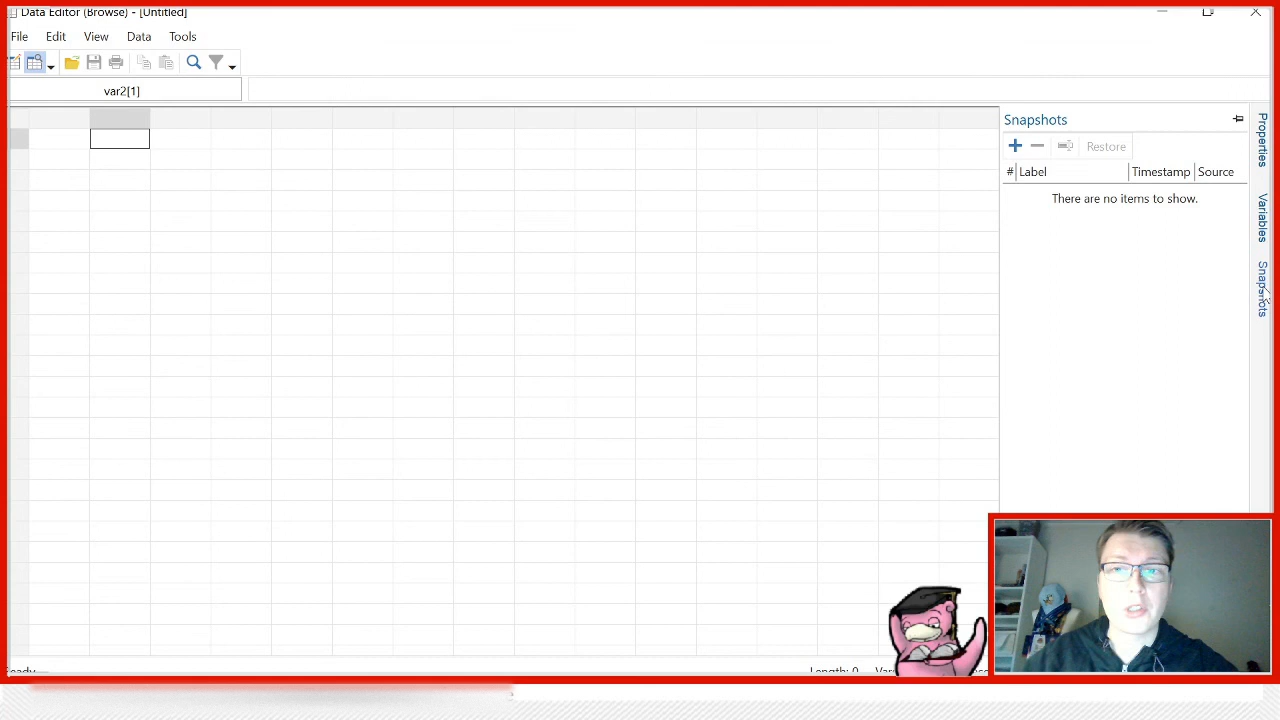 Data Editor (Browse) - [Untitled]
File Edit View Data Tools
var2[1]
Snapshots
Restore
# Label Timestamp Source
There are no items to show.
Properties
Variables
Snapshots
Length: 0